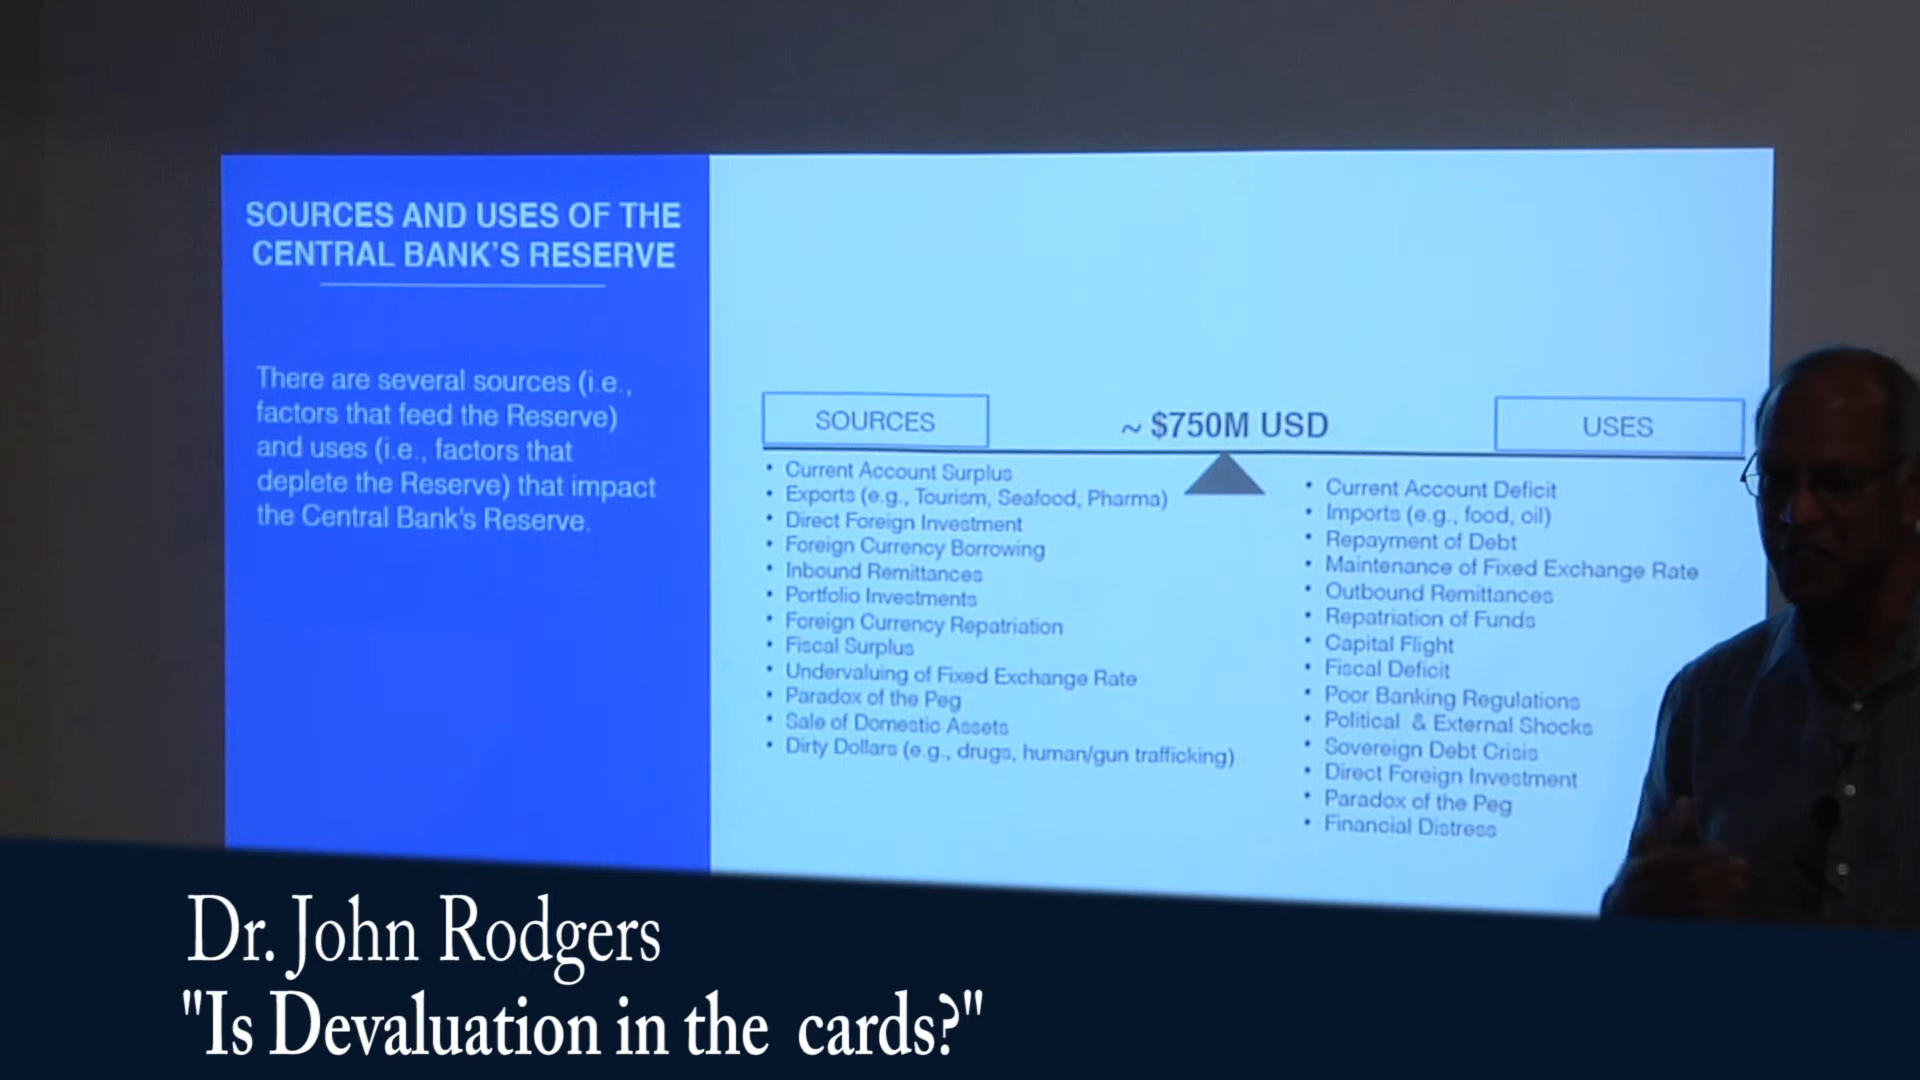 SOURCES AND USES OF THE
CENTRAL BANK'S RESERVE
There are several sources (i.e.,
factors that feed the Reserve)
and uses (i.e., factors that
deplete the Reserve) that impact
the Central Bank's Reserve.
SOURCES
~ $750M USD
USES
• Current Account Surplus
• Exports (e.g., Tourism, Seafood, Pharma)
• Direct Foreign Investment
• Foreign Currency Borrowing
• Inbound Remittances
• Portfolio Investments
• Foreign Currency Repatriation
• Fiscal Surplus
• Undervaluing of Fixed Exchange Rate
• Paradox of the Peg
• Sale of Domestic Assets
• Dirty Dollars (e.g., drugs, human/gun trafficking)
• Current Account Deficit
• Imports (e.g., food, oil)
• Repayment of Debt
• Maintenance of Fixed Exchange Rate
• Outbound Remittances
• Repatriation of Funds
• Capital Flight
• Fiscal Deficit
• Poor Banking Regulations
• Political & External Shocks
• Sovereign Debt Crisis
• Direct Foreign Investment
• Paradox of the Peg
• Financial Distress
Dr. John Rodgers
"Is Devaluation in the cards?"